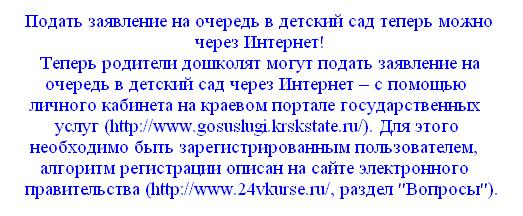 Подать заявление на очередь в детский сад теперь можно
через Интернет!
Теперь родители дошколят могут подать заявление на
очередь в детский сад через Интернет – с помощью
личного кабинета на краевом портале государственных
услуг (http://www.gosuslugi.krskstate.ru/). Для этого
необходимо быть зарегистрированным пользователем,
алгоритм регистрации описан на сайте электронного
правительства (http://www.24vkurse.ru/, раздел "Вопросы").